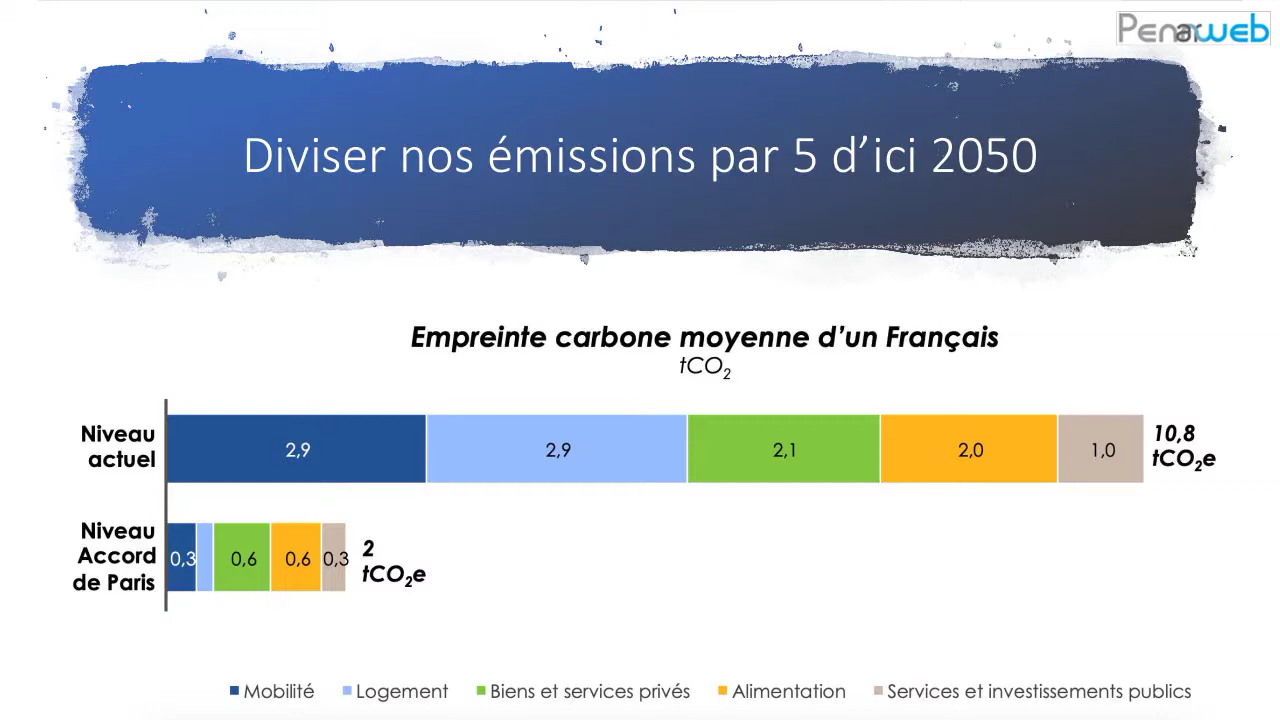 Penarweb
Diviser nos émissions par 5 d’ici 2050
Empreinte carbone moyenne d’un Français
tCO₂
Niveau
actuel
2,9
2,9
2,1
2,0
1,0
10,8
tCO₂e
Niveau
Accord
de Paris
0,3
0,6
0,6
0,3
2
tCO₂e
Mobilité
Logement
Biens et services privés
Alimentation
Services et investissements publics